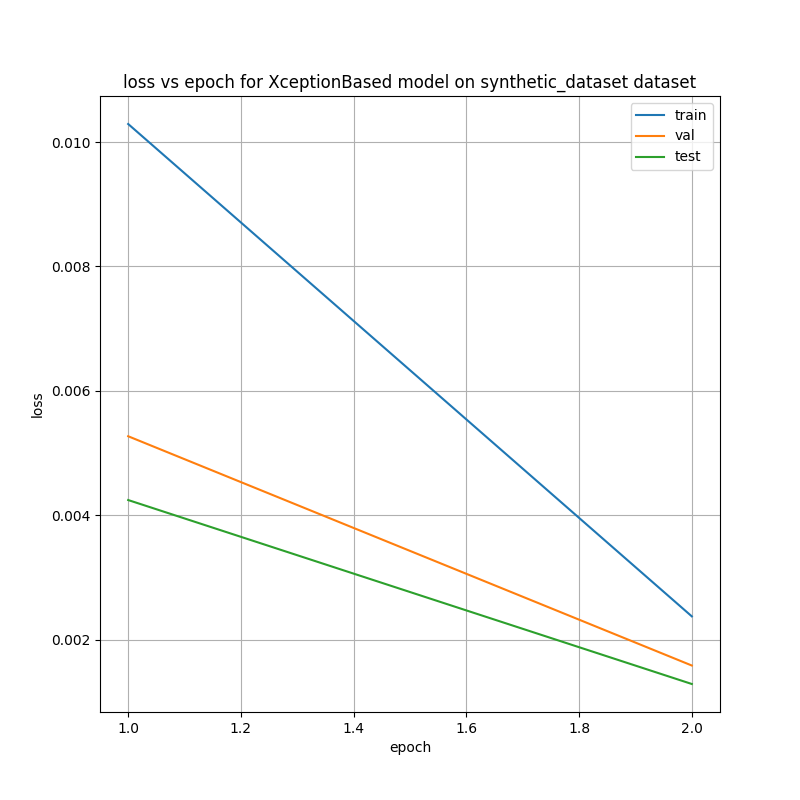 loss vs epoch for XceptionBased model on synthetic_dataset dataset
train
val
test
0.010
0.008
0.006
0.004
0.002
loss
1.0 1.2 1.4 1.6 1.8 2.0
epoch